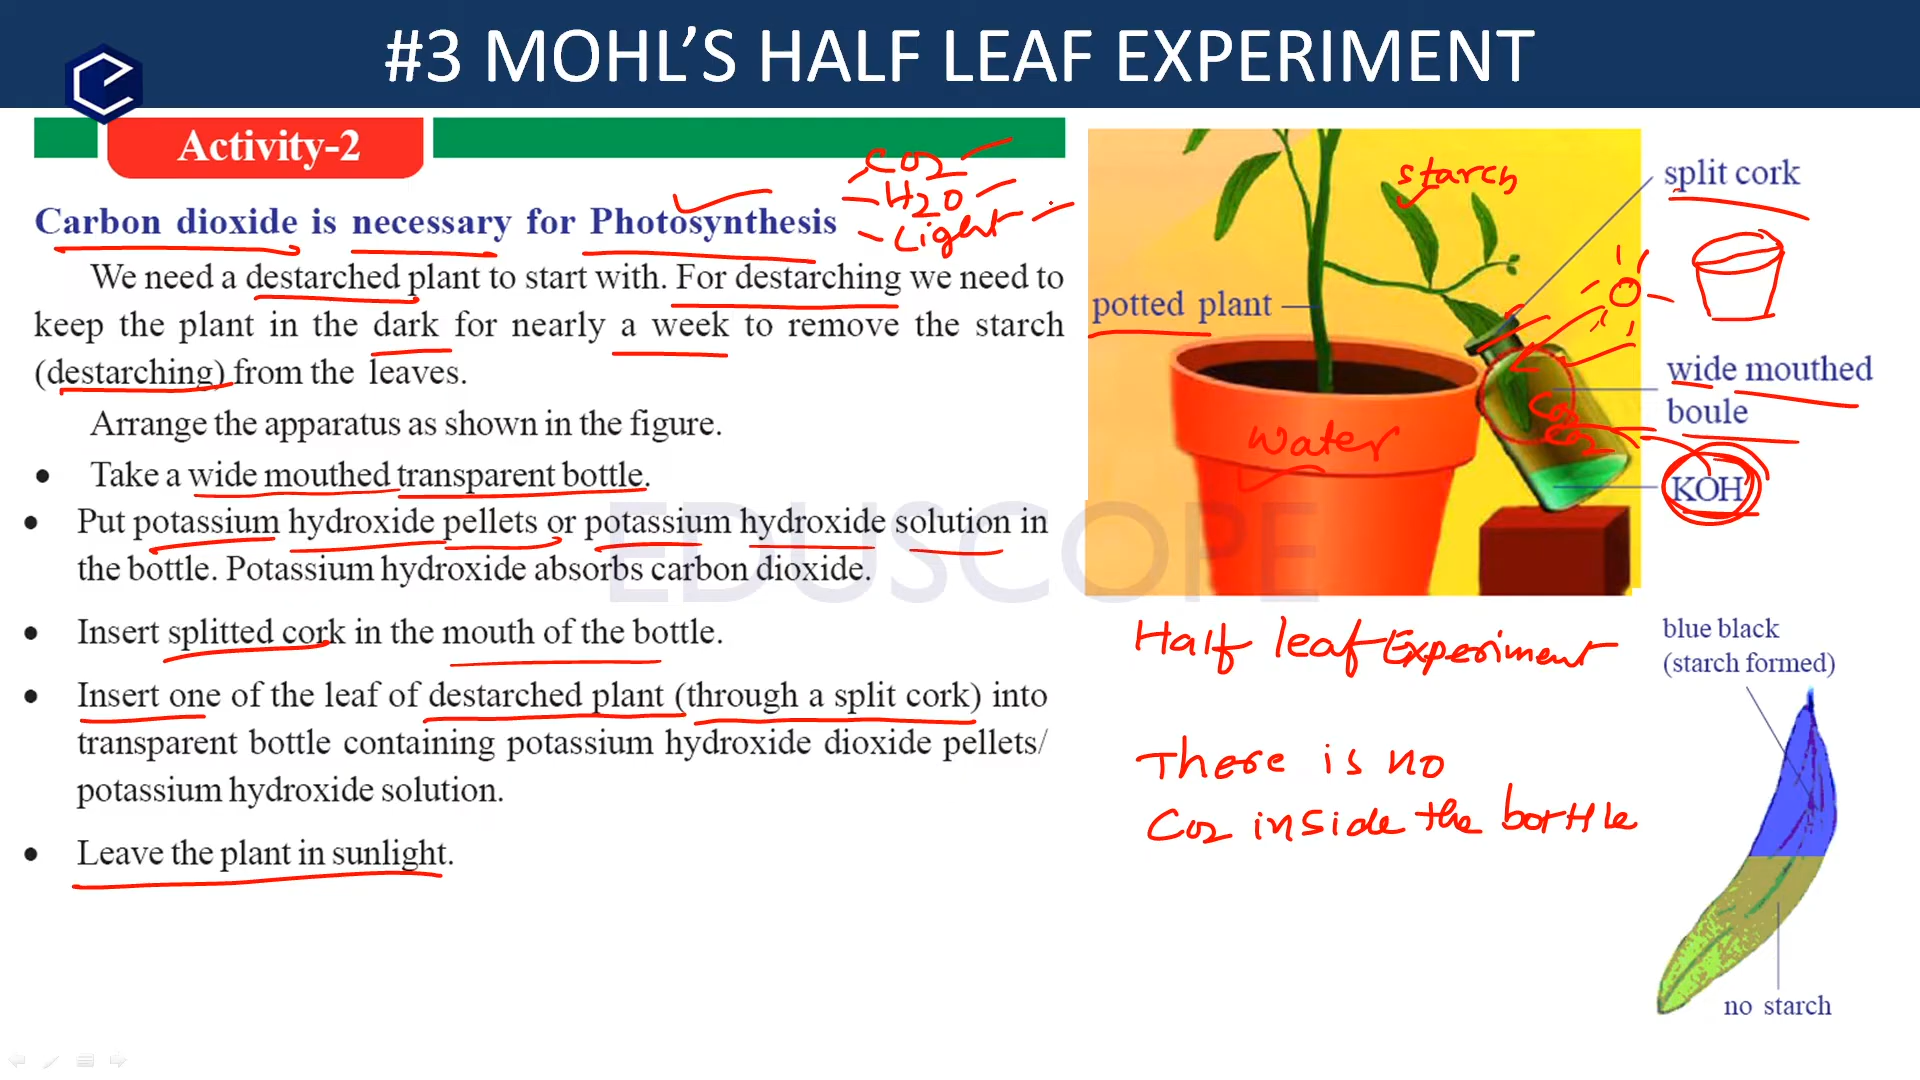 #3 MOHL'S HALF LEAF EXPERIMENT
Activity-2
CO2
H2O
Light
Carbon dioxide is necessary for Photosynthesis
We need a destarched plant to start with. For destarching we need to
keep the plant in the dark for nearly a week to remove the starch
(destarching) from the leaves.
Arrange the apparatus as shown in the figure.
• Take a wide mouthed transparent bottle.
• Put potassium hydroxide pellets or potassium hydroxide solution in
the bottle. Potassium hydroxide absorbs carbon dioxide.
• Insert splitted cork in the mouth of the bottle.
• Insert one of the leaf of destarched plant (through a split cork) into
transparent bottle containing potassium hydroxide dioxide pellets/
potassium hydroxide solution.
• Leave the plant in sunlight.
EDUSCOPE
starch
split cork
potted plant
wide mouthed
boule
Co2
Co2
water
KOH
Half leaf Experiment
There is no
Co2 inside the botttle
blue black
(starch formed)
no starch